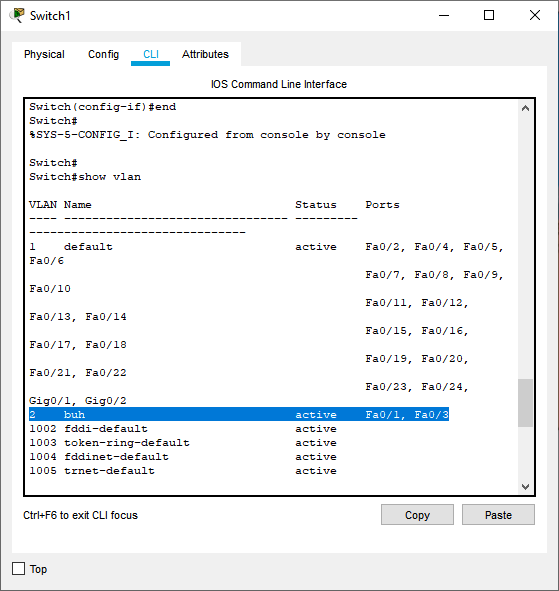 Switch1
Physical Config CLI Attributes
IOS Command Line Interface
Switch(config-if)#end
Switch#
%SYS-5-CONFIG_I: Configured from console by console
Switch#
Switch#show vlan
VLAN Name Status Ports
---- -------------------------------- ---------
-------------------------------
1 default active Fa0/2, Fa0/4, Fa0/5,
Fa0/6
Fa0/7, Fa0/8, Fa0/9,
Fa0/10
Fa0/11, Fa0/12,
Fa0/13, Fa0/14
Fa0/15, Fa0/16,
Fa0/17, Fa0/18
Fa0/19, Fa0/20,
Fa0/21, Fa0/22
Fa0/23, Fa0/24,
Gig0/1, Gig0/2
2 buh active Fa0/1, Fa0/3
1002 fddi-default active
1003 token-ring-default active
1004 fddinet-default active
1005 trnet-default active
Ctrl+F6 to exit CLI focus
Copy Paste
Top